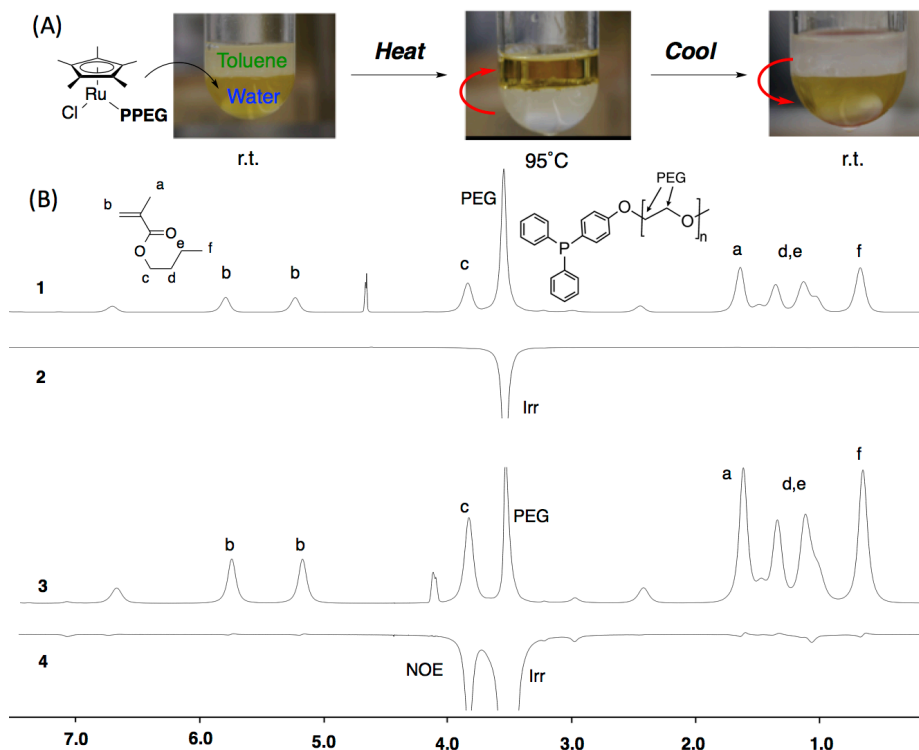 (A)
Heat
Cool
Toluene
Water
Ru
Cl
PPEG
r.t.
95˚C
r.t.
(B)
PEG
PEG
a
b
O
e
f
O
c
d
O
O
n
P
b
b
c
a
d,e
f
1
2
Irr
f
a
d,e
c
PEG
b
b
3
4
NOE
Irr
7.0 6.0 5.0 4.0 3.0 2.0 1.0